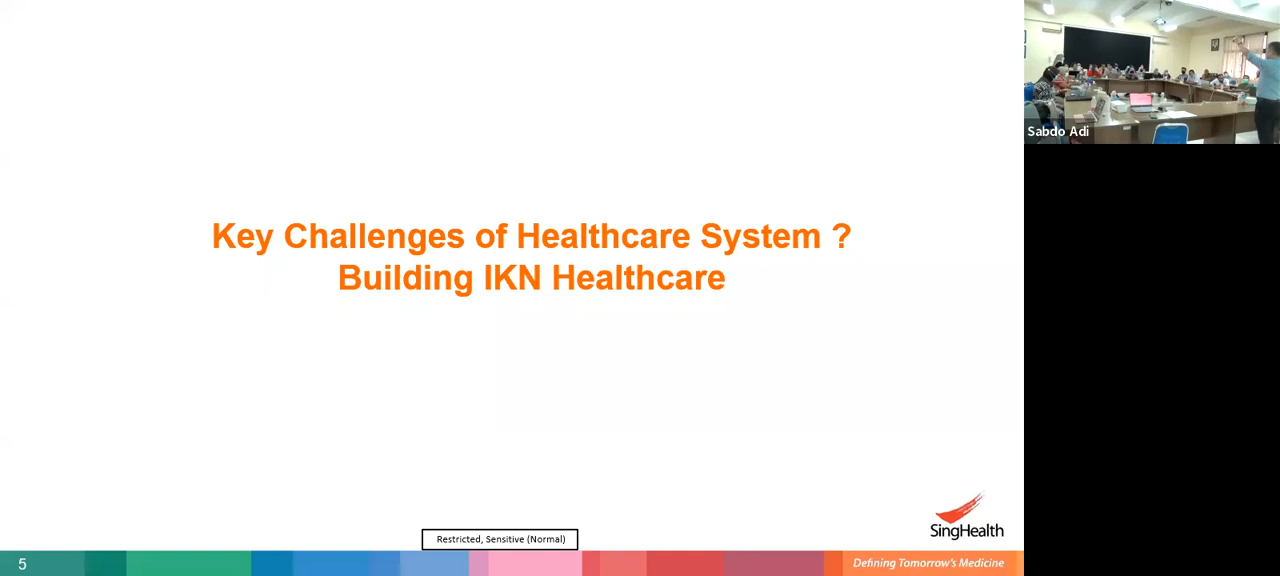 Sabdo Adi
Key Challenges of Healthcare System ?
Building IKN Healthcare
SingHealth
Restricted, Sensitive (Normal)
5
Defining Tomorrow's Medicine